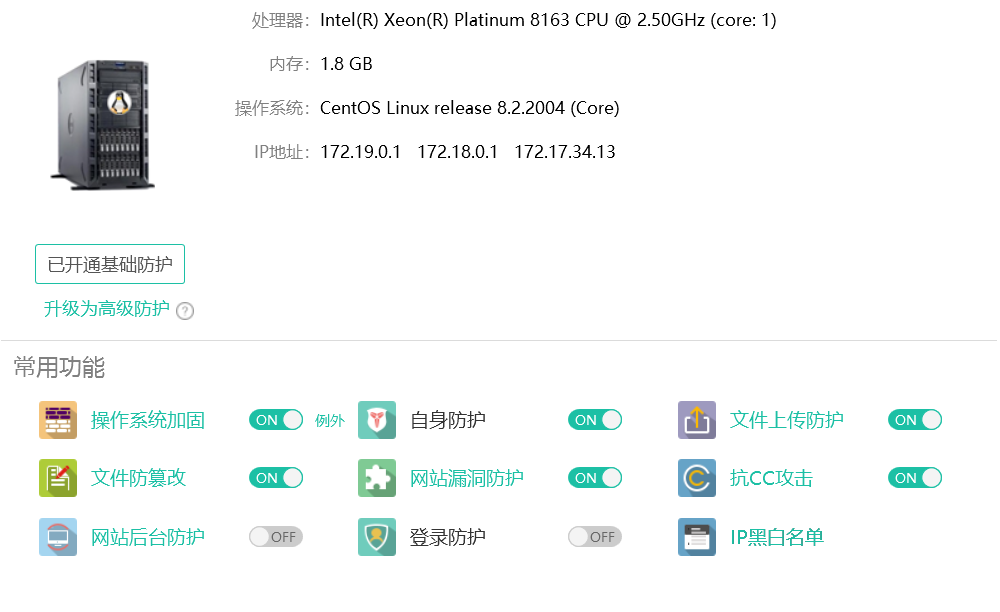 处理器： Intel(R) Xeon(R) Platinum 8163 CPU @ 2.50GHz (core: 1)
内存： 1.8 GB
操作系统： CentOS Linux release 8.2.2004 (Core)
IP地址： 172.19.0.1 172.18.0.1 172.17.34.13
已开通基础防护
升级为高级防护 ?
常用功能
操作系统加固 ON 例外 自身防护 ON 文件上传防护 ON
文件防篡改 ON 网站漏洞防护 ON 抗CC攻击 ON
网站后台防护 OFF 登录防护 OFF IP黑白名单